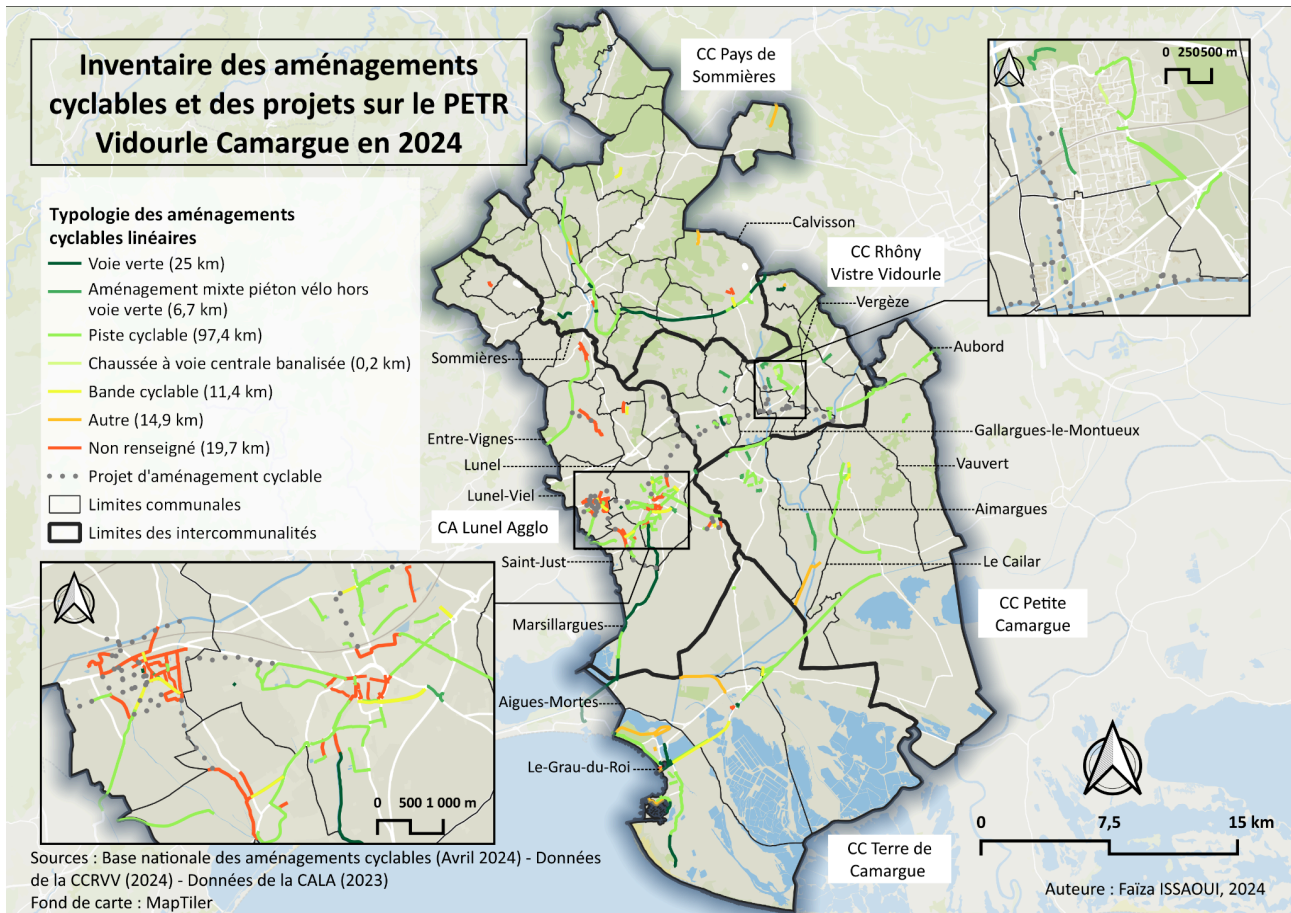 Inventaire des aménagements
cyclables et des projets sur le PETR
Vidourle Camargue en 2024
Typologie des aménagements
cyclables linéaires
Voie verte (25 km)
Aménagement mixte piéton vélo hors
voie verte (6,7 km)
Piste cyclable (97,4 km)
Chaussée à voie centrale banalisée (0,2 km)
Bande cyclable (11,4 km)
Autre (14,9 km)
Non renseigné (19,7 km)
Projet d'aménagement cyclable
Limites communales
Limites des intercommunalités
CC Pays de
Sommières
0 250500 m
Calvisson
CC Rhôny
Vistre Vidourle
Vergèze
Aubord
Sommières
Entre-Vignes
Gallargues-le-Montueux
Lunel
Vauvert
Lunel-Viel
Aimargues
CA Lunel Agglo
Saint-Just
Le Cailar
CC Petite
Camargue
Marsillargues
Aigues-Mortes
Le-Grau-du-Roi
0 500 1 000 m
0 7,5 15 km
CC Terre de
Camargue
Sources : Base nationale des aménagements cyclables (Avril 2024) - Données
de la CCRVV (2024) - Données de la CALA (2023)
Fond de carte : MapTiler
Auteure : Faïza ISSAOUI, 2024